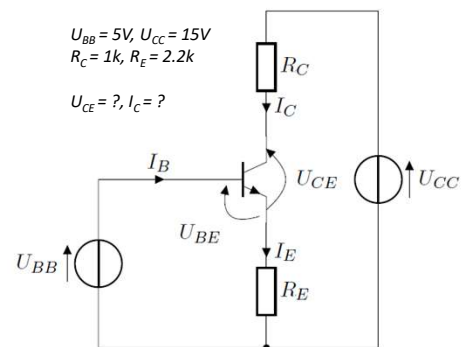 U_BB = 5V, U_CC = 15V
R_C = 1k, R_E = 2.2k
U_CE = ?, I_C = ?
R_C
I_C
I_B
U_CE
U_CC
U_BE
I_E
U_BB
R_E